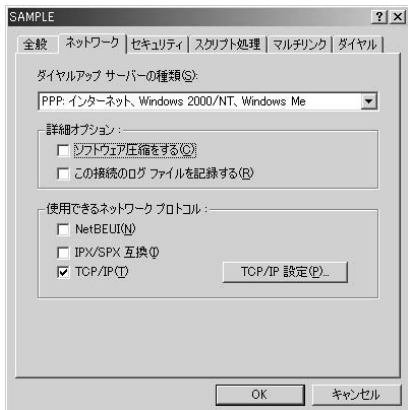 SAMPLE
全般 ネットワーク セキュリティ スクリプト処理 マルチリンク ダイヤル
ダイヤルアップ サーバーの種類(S):
PPP: インターネット、Windows 2000/NT、Windows Me
詳細オプション :
ソフトウェア圧縮をする(C)
この接続のログ ファイルを記録する(R)
使用できるネットワーク プロトコル :
NetBEUI(N)
IPX/SPX 互換(I)
TCP/IP(T) TCP/IP 設定(P)...
OK キャンセル